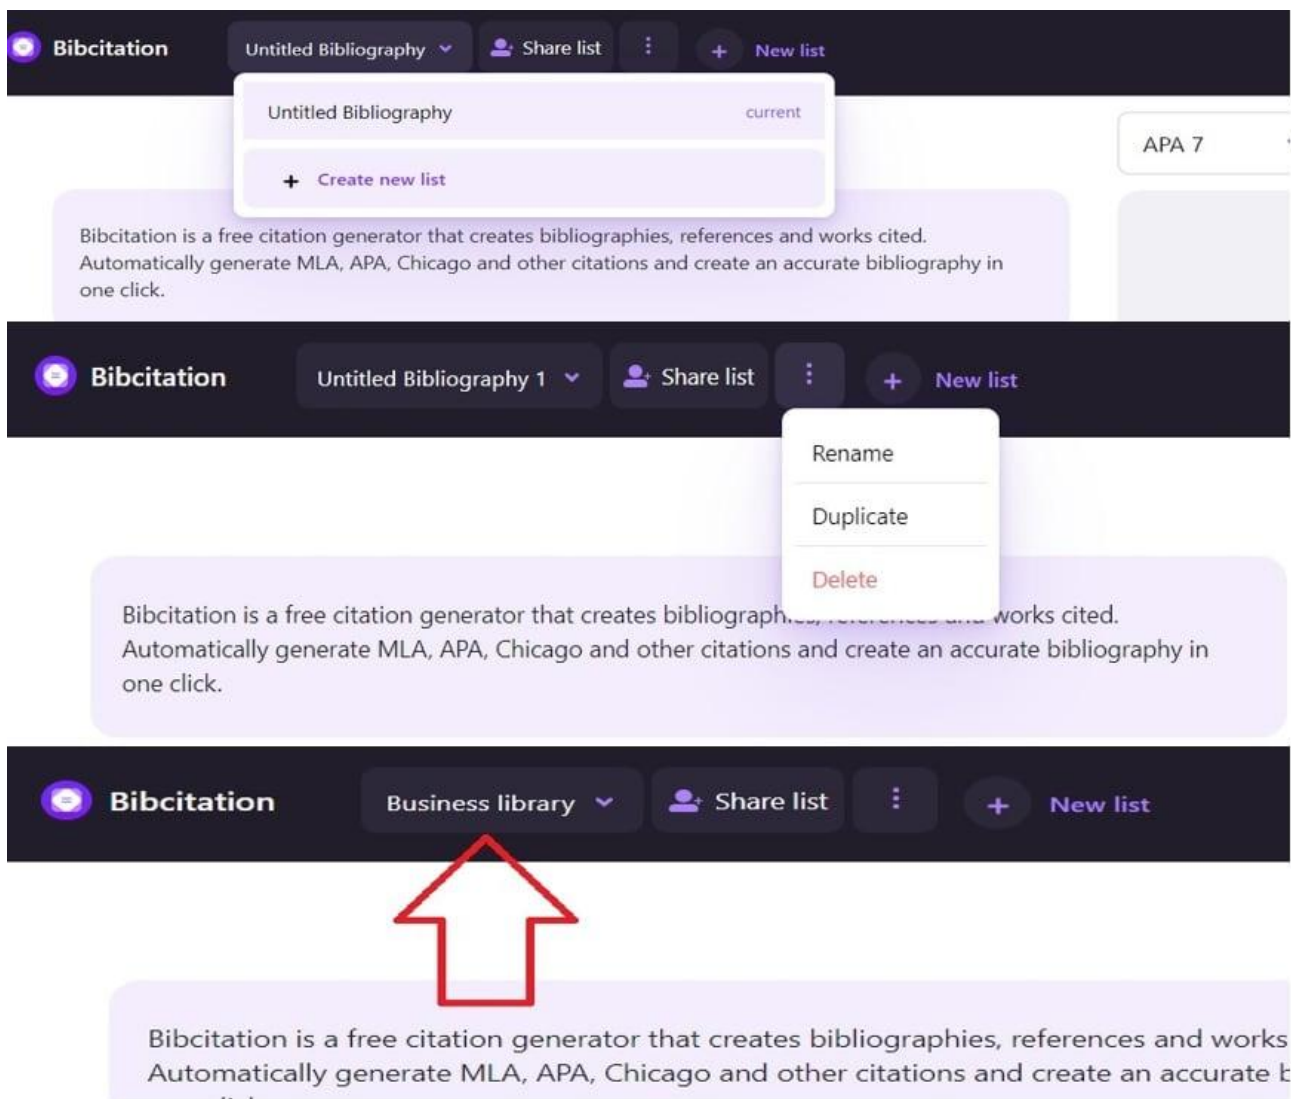 Bibcitation Untitled Bibliography Share list + New list
Untitled Bibliography current
APA 7
+ Create new list
Bibcitation is a free citation generator that creates bibliographies, references and works cited.
Automatically generate MLA, APA, Chicago and other citations and create an accurate bibliography in
one click.
Bibcitation Untitled Bibliography 1 Share list + New list
Rename
Duplicate
Delete
Bibcitation is a free citation generator that creates works cited.
Automatically generate MLA, APA, Chicago and other citations and create an accurate bibliography in
one click.
Bibcitation Business library Share list + New list
Bibcitation is a free citation generator that creates bibliographies, references and works
Automatically generate MLA, APA, Chicago and other citations and create an accurate